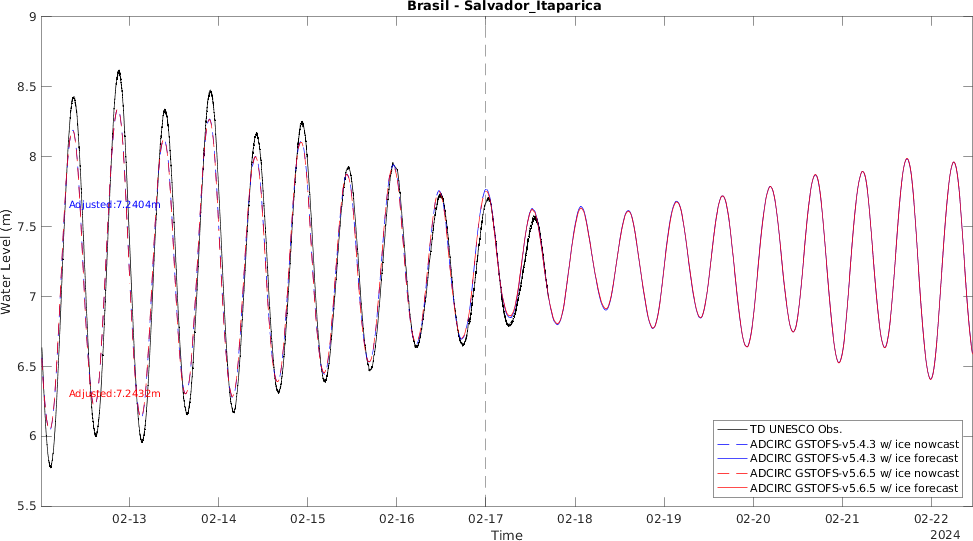 Brasil - Salvador_Itaparica
9
8.5
8
7.5
7
6.5
6
5.5
Water Level (m)
Adjusted:7.2404m
Adjusted:7.2432m
TD UNESCO Obs.
ADCIRC GSTOFS-v5.4.3 w/ ice nowcast
ADCIRC GSTOFS-v5.4.3 w/ ice forecast
ADCIRC GSTOFS-v5.6.5 w/ ice nowcast
ADCIRC GSTOFS-v5.6.5 w/ ice forecast
02-13 02-14 02-15 02-16 02-17 02-18 02-19 02-20 02-21 02-22
2024
Time